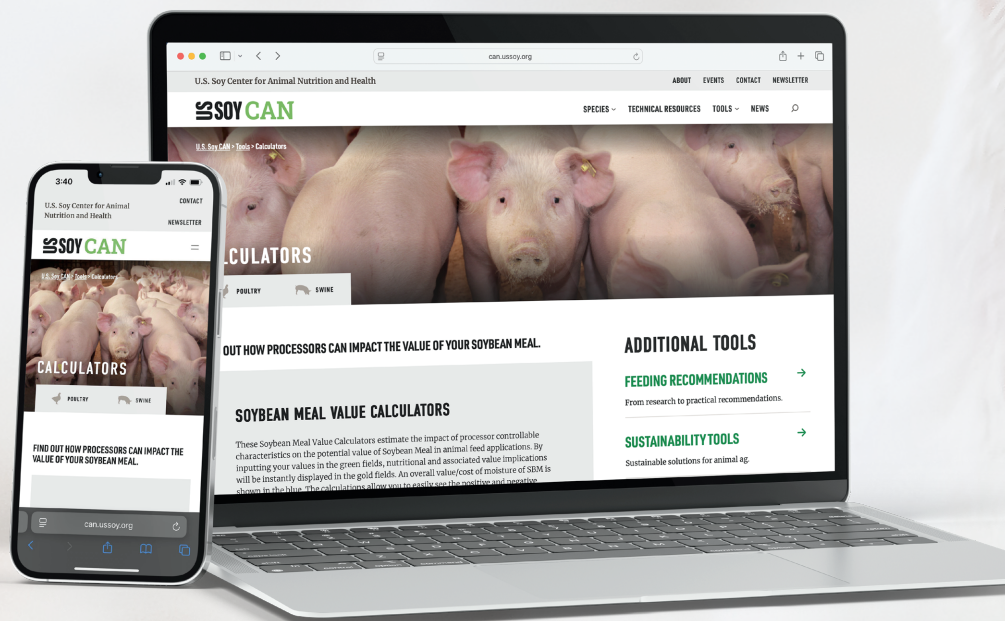 can.ussoy.org
U.S. Soy Center for Animal Nutrition and Health
ABOUT EVENTS CONTACT NEWSLETTER
US SOY CAN
SPECIES TECHNICAL RESOURCES TOOLS NEWS
U.S. Soy CAN > Tools > Calculators
LCULATORS
POULTRY SWINE
OUT HOW PROCESSORS CAN IMPACT THE VALUE OF YOUR SOYBEAN MEAL.
SOYBEAN MEAL VALUE CALCULATORS
These Soybean Meal Value Calculators estimate the impact of processor controllable
characteristics on the potential value of Soybean Meal in animal feed applications. By
inputting your values in the green fields, nutritional and associated value implications
will be instantly displayed in the gold fields. An overall value/cost of moisture of SBM is
shown in the blue. The calculations allow you to easily see the positive and negative
ADDITIONAL TOOLS
FEEDING RECOMMENDATIONS
From research to practical recommendations.
SUSTAINABILITY TOOLS
Sustainable solutions for animal ag.
3:40
U.S. Soy Center for Animal
Nutrition and Health
CONTACT
NEWSLETTER
US SOY CAN
U.S. Soy CAN > Tools > Calculators
CALCULATORS
POULTRY SWINE
FIND OUT HOW PROCESSORS CAN IMPACT THE
VALUE OF YOUR SOYBEAN MEAL.
can.ussoy.org